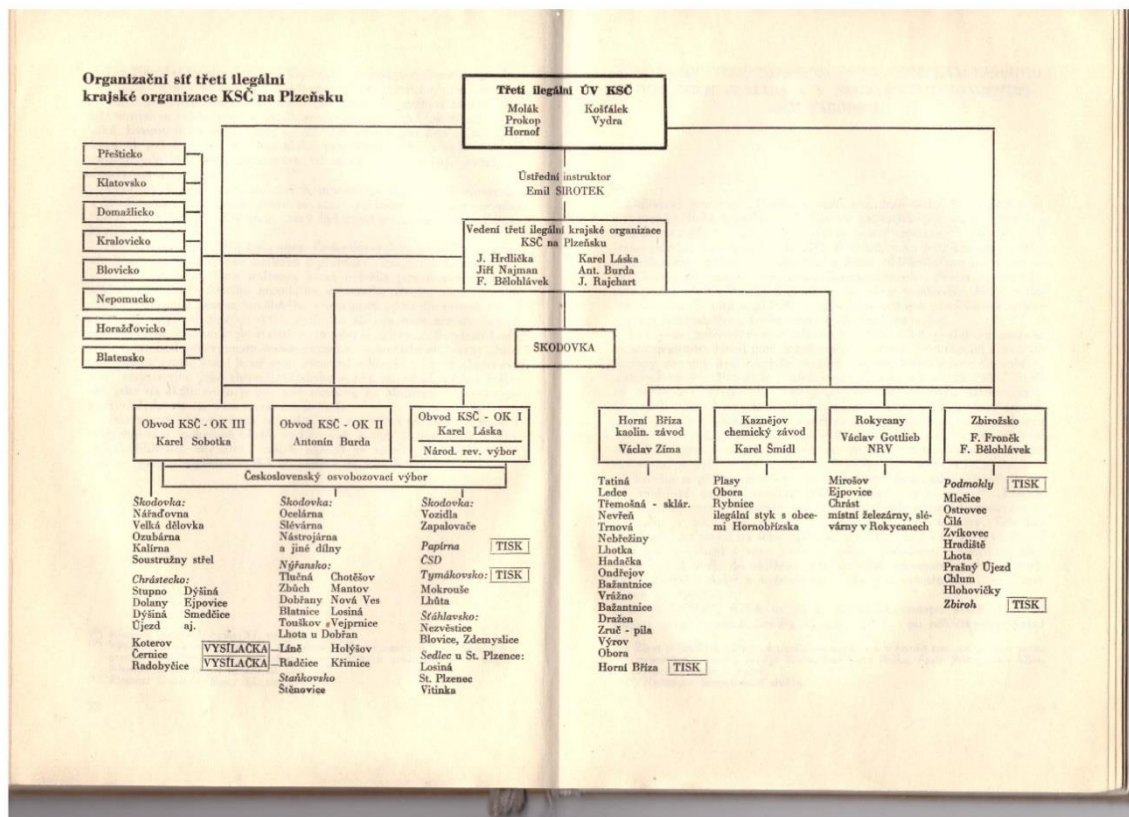 Organizační síť třetí ilegální
krajské organizace KSČ na Plzeňsku
Třetí ilegální ÚV KSČ
Molák Košťálek
Prokop Vydra
Hornof
Ústřední instruktor
Emil SIROTEK
Přešticko
Klatovsko
Domažlicko
Kralovicko
Blovicko
Nepomucko
Horažďovicko
Blatensko
Vedení třetí ilegální krajské organizace
KSČ na Plzeňsku
J. Hrdlička Karel Láska
Jiří Najman Ant. Burda
F. Bělohlávek J. Rajchart
ŠKODOVKA
Obvod KSČ - OK III
Karel Sobotka
Obvod KSČ - OK II
Antonín Burda
Obvod KSČ - OK I
Karel Láska
Národ. rev. výbor
Československý osvobozovací výbor
Škodovka:
Nářaďovna
Velká dělovka
Ozubárna
Kalírna
Soustružny střel
Chrástecko:
Stupno Dýšiná
Dolany Ejpovice
Dýšiná Smedčice
Újezd aj.
Koterov
Černice VYSÍLAČKA
Radobyčice VYSÍLAČKA
Škodovka:
Ocelárna
Slévárna
Nástrojárna
a jiné dílny
Nýřansko:
Tlučná Chotěšov
Zbůch Mantov
Dobřany Nová Ves
Blatnice Losiná
Touškov s Vejprnice
Lhota u Dobřan
Líně Holýšov
Radčice Křimice
Staňkovsko
Štěnovice
Škodovka:
Vozidla
Zapalovače
Papírna TISK
ČSD
Tymákovsko: TISK
Mokrouše
Lhůta
Šťáhlavsko:
Nezvěstice
Blovice, Zdemyslice
Sedlec u St. Plzence:
Losiná
St. Plzenec
Vitinka
Horní Bříza
kaolin. závod
Václav Zíma
Tatiná
Ledce
Třemošná - sklár.
Nevřeň
Trnová
Nebřežiny
Lhotka
Hadačka
Ondřejov
Bažantnice
Vrážno
Bažantnice
Dražen
Zruč - pila
Výrov
Obora
Horní Bříza TISK
Kaznějov
chemický závod
Karel Šmídl
Plasy
Obora
Rybnice
ilegální styk s obce-
mi Hornobřízska
Rokycany
Václav Gottlieb
NRV
Mirošov
Ejpovice
Chrást
místní železárny, slé-
várny v Rokycanech
Zbirožsko
F. Froněk
F. Bělohlávek
Podmokly TISK
Mlečice
Ostrovec
Čilá
Zvíkovec
Hradiště
Lhota
Prašný Újezd
Chlum
Hlohovičky
Zbiroh TISK